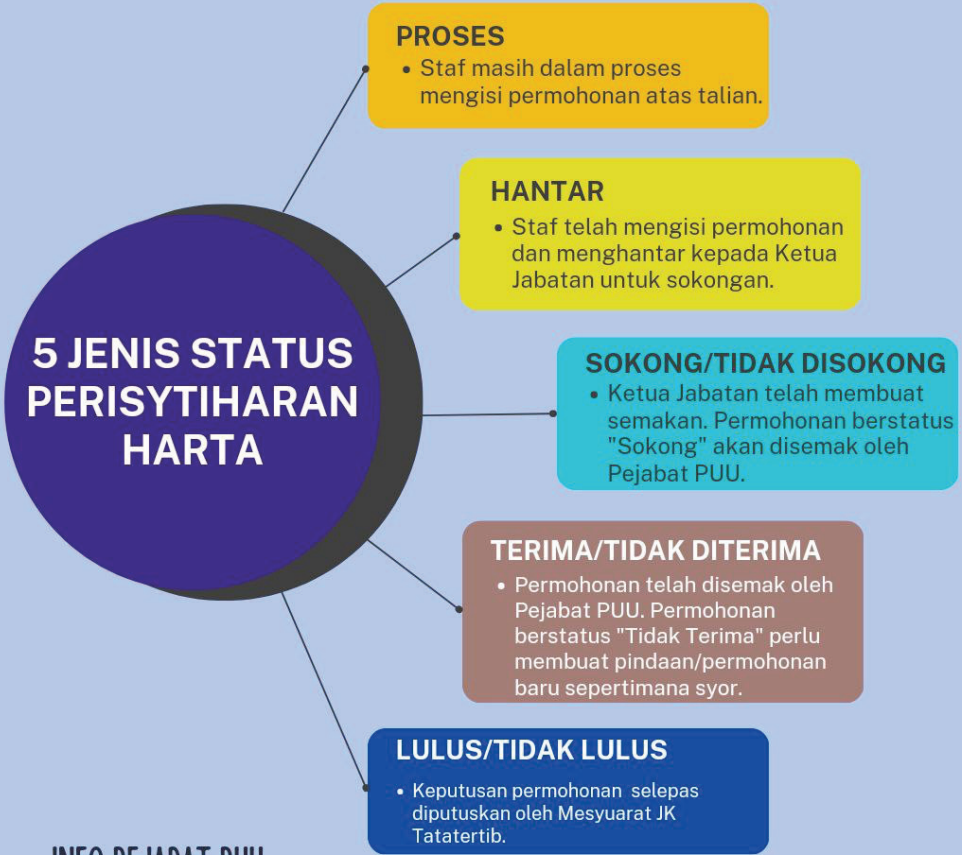 PROSES
• Staf masih dalam proses
mengisi permohonan atas talian.
HANTAR
• Staf telah mengisi permohonan
dan menghantar kepada Ketua
Jabatan untuk sokongan.
5 JENIS STATUS
PERISYTIHARAN
HARTA
SOKONG/TIDAK DISOKONG
• Ketua Jabatan telah membuat
semakan. Permohonan berstatus
"Sokong" akan disemak oleh
Pejabat PUU.
TERIMA/TIDAK DITERIMA
• Permohonan telah disemak oleh
Pejabat PUU. Permohonan
berstatus "Tidak Terima" perlu
membuat pindaan/permohonan
baru sepertimana syor.
LULUS/TIDAK LULUS
• Keputusan permohonan selepas
diputuskan oleh Mesyuarat JK
Tatatertib.
INFO PEJABAT PUU